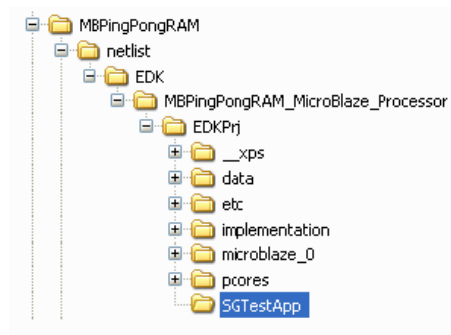 MBPingPongRAM
netlist
EDK
MBPingPongRAM_MicroBlaze_Processor
EDKPrj
__xps
data
etc
implementation
microblaze_0
pcores
SGTestApp